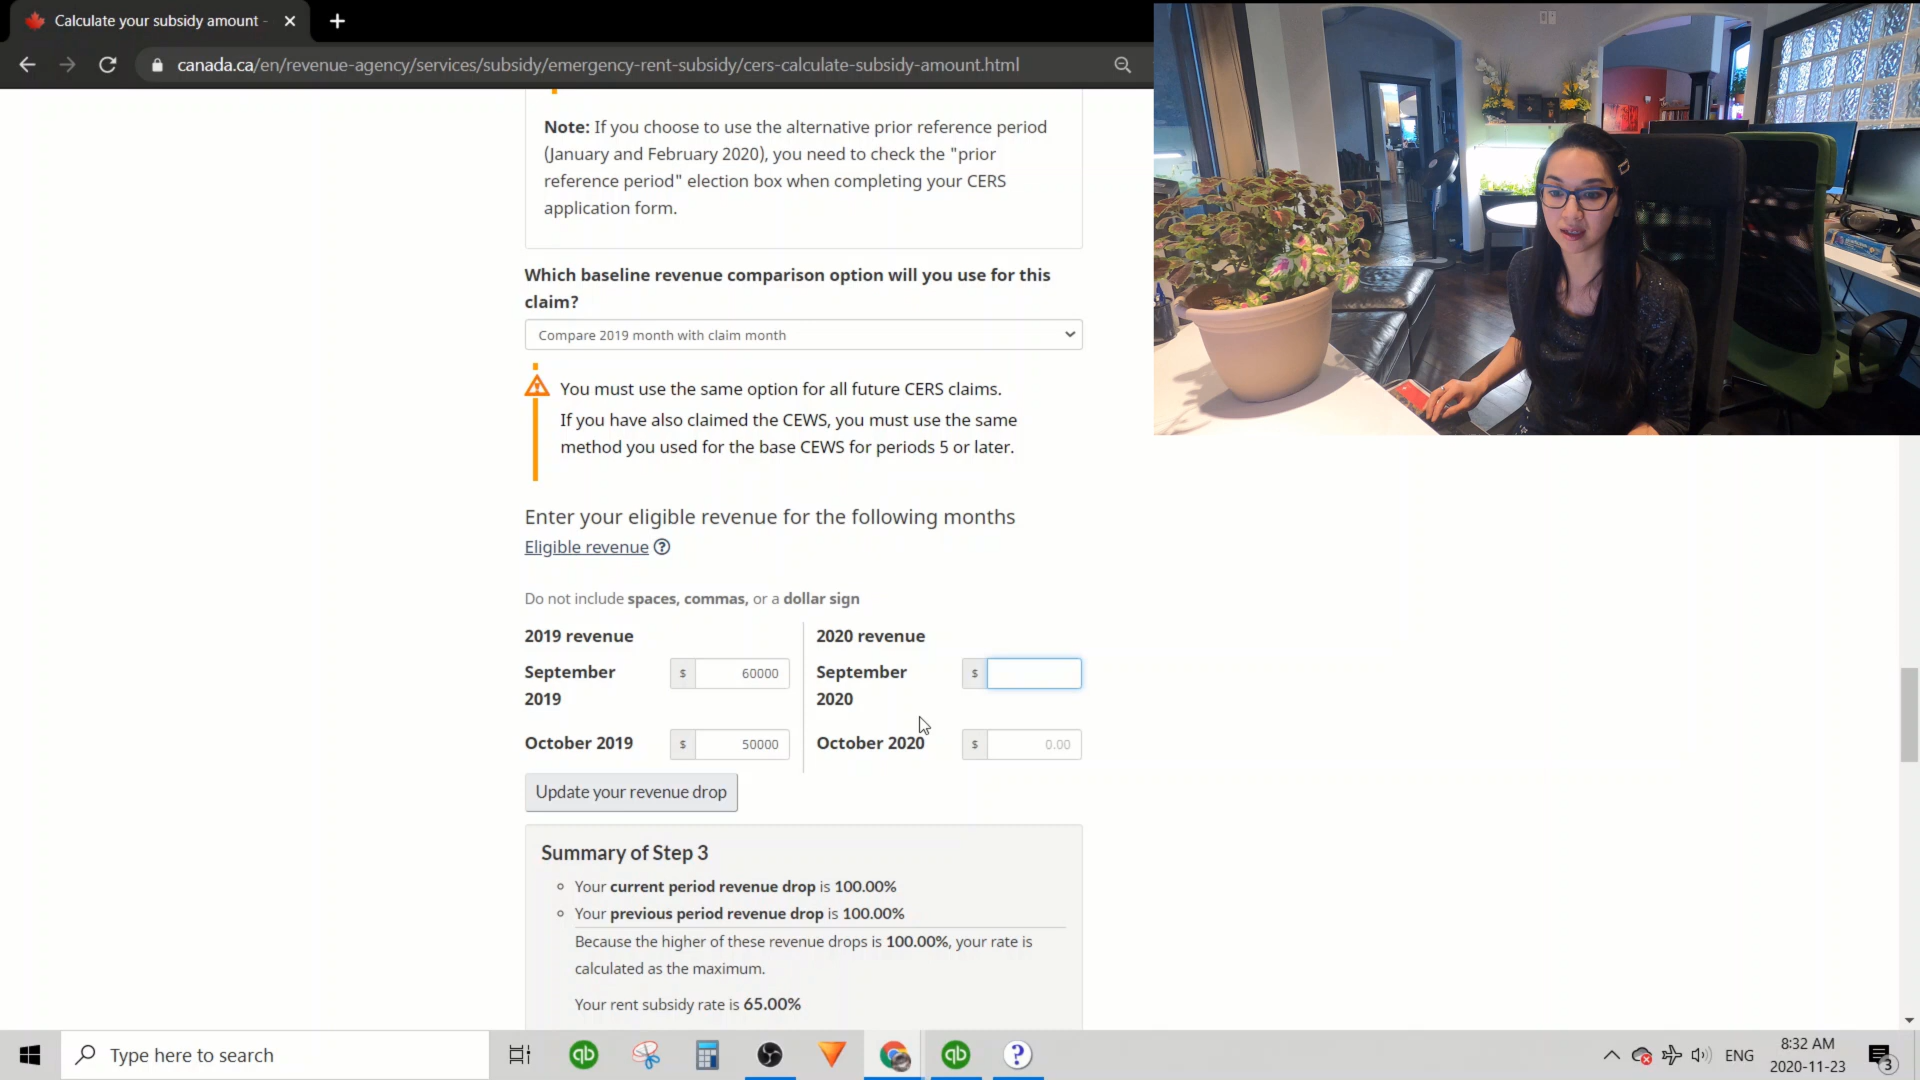 Calculate your subsidy amount -
canada.ca/en/revenue-agency/services/subsidy/emergency-rent-subsidy/cers-calculate-subsidy-amount.html
Note: If you choose to use the alternative prior reference period
(January and February 2020), you need to check the "prior
reference period" election box when completing your CERS
application form.
Which baseline revenue comparison option will you use for this
claim?
Compare 2019 month with claim month
You must use the same option for all future CERS claims.
If you have also claimed the CEWS, you must use the same
method you used for the base CEWS for periods 5 or later.
Enter your eligible revenue for the following months
Eligible revenue ?
Do not include spaces, commas, or a dollar sign
2019 revenue 2020 revenue
September $ 60000 September $
2019 2020
October 2019 $ 50000 October 2020 $ 0.00
Update your revenue drop
Summary of Step 3
Your current period revenue drop is 100.00%
Your previous period revenue drop is 100.00%
Because the higher of these revenue drops is 100.00%, your rate is
calculated as the maximum.
Your rent subsidy rate is 65.00%
Type here to search
qb
qb
?
ENG
8:32 AM
2020-11-23
3